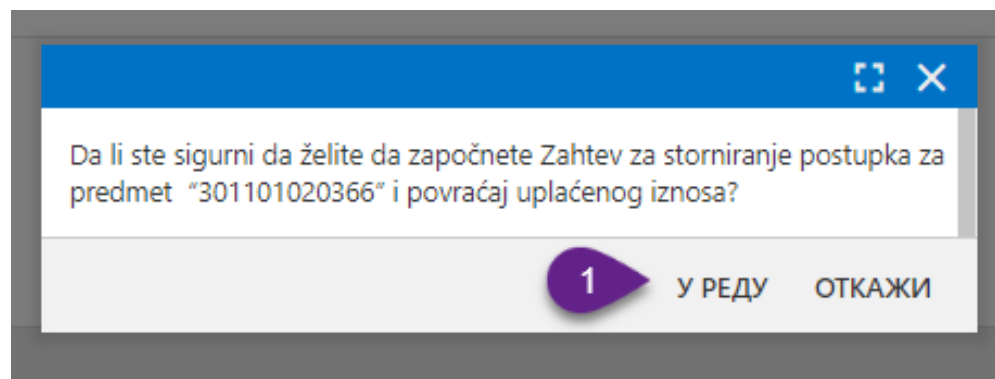 Da li ste sigurni da želite da započnete Zahtev za storniranje postupka za
predmet “301101020366” i povraćaj uplaćenog iznosa?
1 У РЕДУ ОТКАЖИ